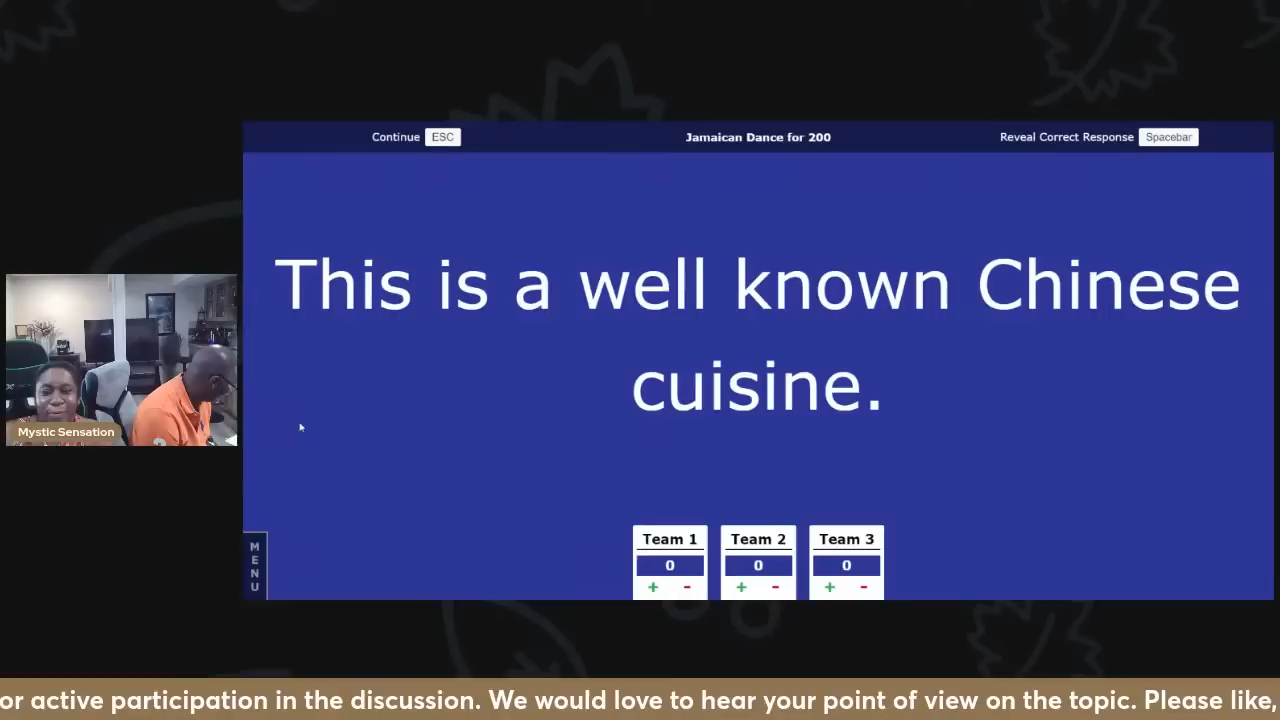 Continue ESC
Jamaican Dance for 200
Reveal Correct Response Spacebar
This is a well known Chinese
cuisine.
Mystic Sensation
MENU
Team 1 Team 2 Team 3
0 0 0
+ - + - + -
or active participation in the discussion. We would love to hear your point of view on the topic. Please like,